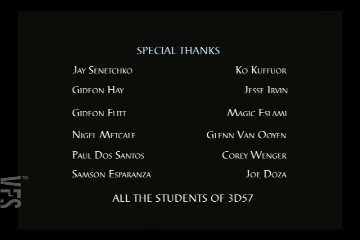 SPECIAL THANKS
JAY SENETCHKO KO KUFFUOR
GIDEON HAY JESSE IRVIN
GIDEON FLITT MAGIC ESLAMI
NIGEL METCALF GLENN VAN OOYEN
PAUL DOS SANTOS COREY WENGER
SAMSON ESPARANZA JOE DOZA
ALL THE STUDENTS OF 3D57
VFS